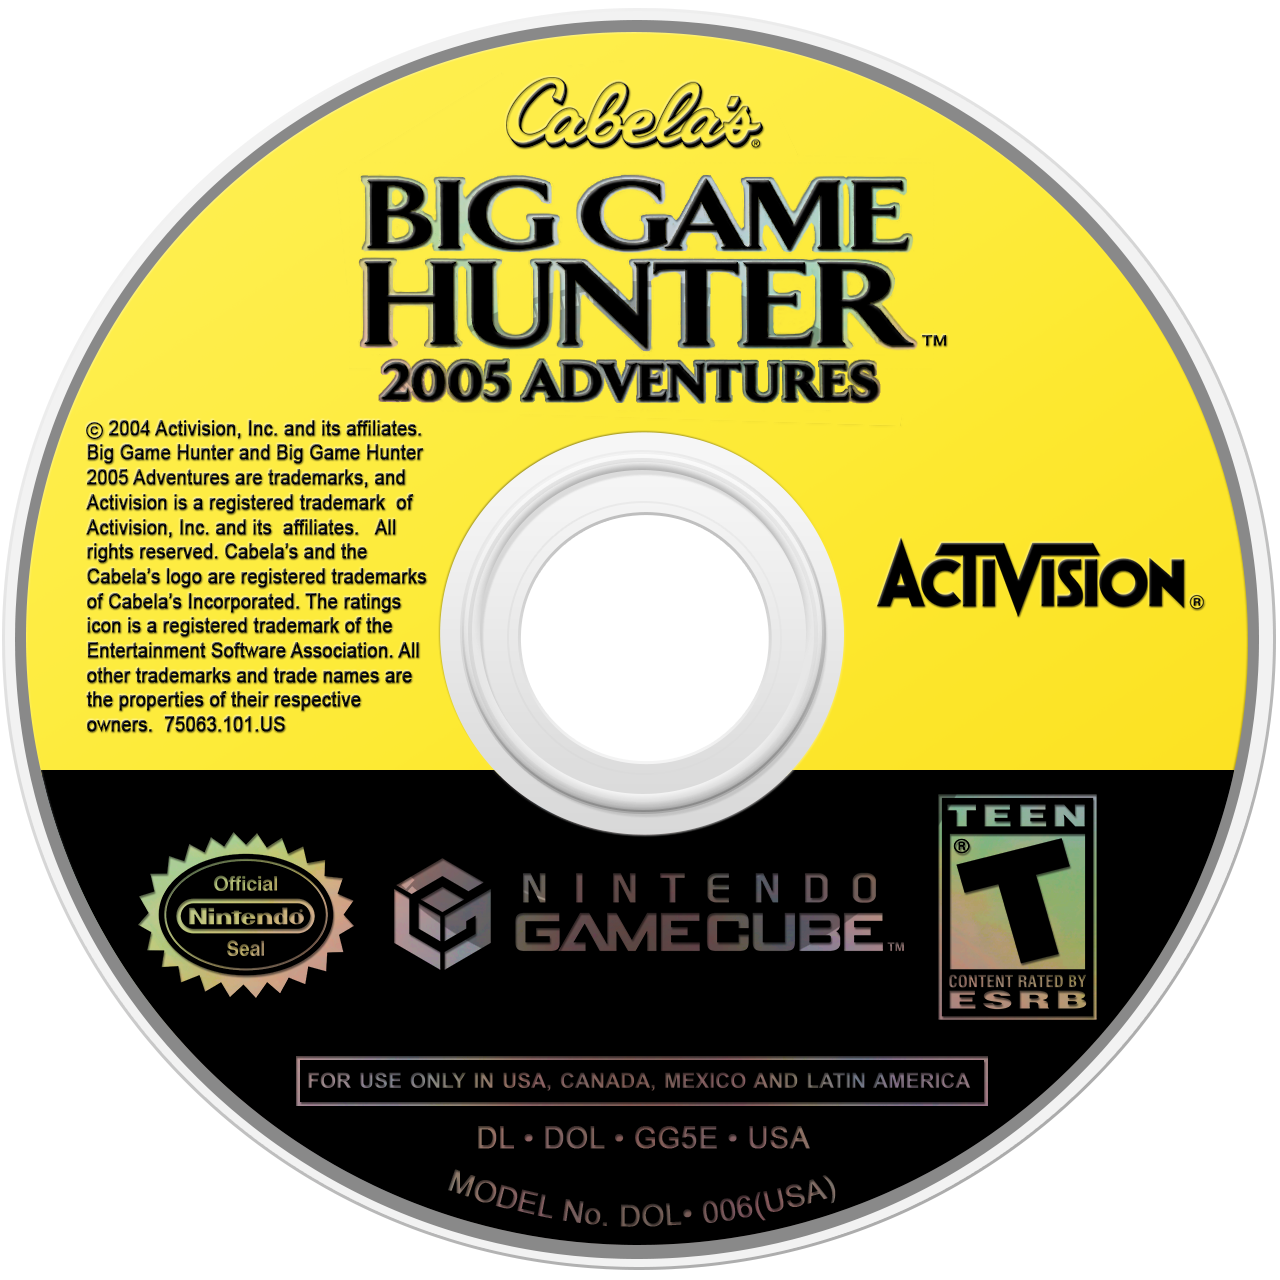 Cabela's®
BIG GAME
HUNTER™
2005 ADVENTURES
© 2004 Activision, Inc. and its affiliates.
Big Game Hunter and Big Game Hunter
2005 Adventures are trademarks, and
Activision is a registered trademark of
Activision, Inc. and its affiliates. All
rights reserved. Cabela's and the
Cabela's logo are registered trademarks
of Cabela's Incorporated. The ratings
icon is a registered trademark of the
Entertainment Software Association. All
other trademarks and trade names are
the properties of their respective
owners. 75063.101.US
ACTIVISION®
Official
Nintendo®
Seal
NINTENDO
GAMECUBE™
TEEN
®
T
CONTENT RATED BY
ESRB
FOR USE ONLY IN USA, CANADA, MEXICO AND LATIN AMERICA
DL • DOL • GG5E • USA
MODEL No. DOL• 006(USA)